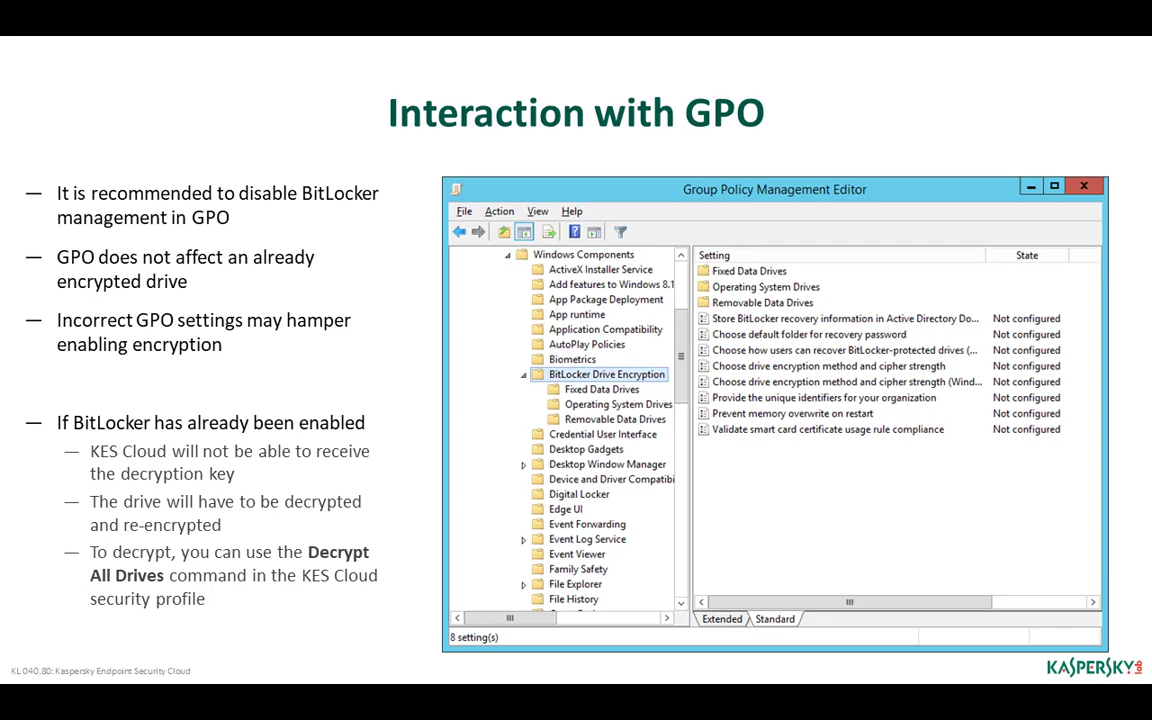 Interaction with GPO
— It is recommended to disable BitLocker
management in GPO
— GPO does not affect an already
encrypted drive
— Incorrect GPO settings may hamper
enabling encryption
— If BitLocker has already been enabled
— KES Cloud will not be able to receive
the decryption key
— The drive will have to be decrypted
and re-encrypted
— To decrypt, you can use the Decrypt
All Drives command in the KES Cloud
security profile
Group Policy Management Editor
File Action View Help
Windows Components
ActiveX Installer Service
Add features to Windows 8.1
App Package Deployment
App runtime
Application Compatibility
AutoPlay Policies
Biometrics
BitLocker Drive Encryption
Fixed Data Drives
Operating System Drives
Removable Data Drives
Credential User Interface
Desktop Gadgets
Desktop Window Manager
Device and Driver Compatibi
Digital Locker
Edge UI
Event Forwarding
Event Log Service
Event Viewer
Family Safety
File Explorer
File History
Setting State
Fixed Data Drives
Operating System Drives
Removable Data Drives
Store BitLocker recovery information in Active Directory Do... Not configured
Choose default folder for recovery password Not configured
Choose how users can recover BitLocker-protected drives (... Not configured
Choose drive encryption method and cipher strength Not configured
Choose drive encryption method and cipher strength (Wind... Not configured
Provide the unique identifiers for your organization Not configured
Prevent memory overwrite on restart Not configured
Validate smart card certificate usage rule compliance Not configured
Extended Standard
8 setting(s)
KL 040.80: Kaspersky Endpoint Security Cloud
KASPERSKY lab